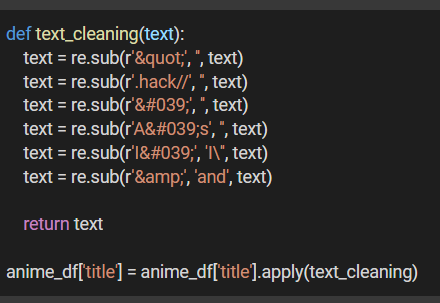 def text_cleaning(text):
    text = re.sub(r'&quot;', '', text)
    text = re.sub(r'.hack//', '', text)
    text = re.sub(r'&#039;', '', text)
    text = re.sub(r'A&#039;s', '', text)
    text = re.sub(r'I&#039;', 'I\'', text)
    text = re.sub(r'&amp;', 'and', text)
    return text
anime_df['title'] = anime_df['title'].apply(text_cleaning)